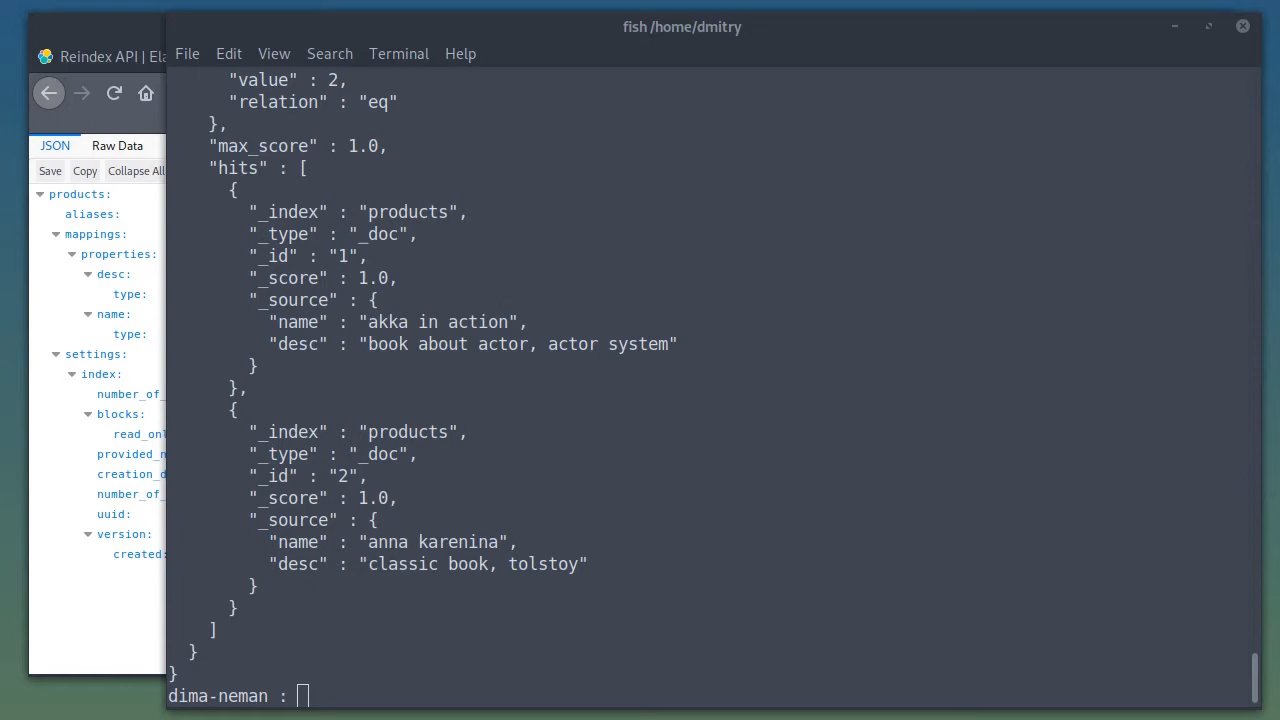 fish /home/dmitry
File Edit View Search Terminal Help
"value" : 2,
"relation" : "eq"
},
"max_score" : 1.0,
"hits" : [
{
"_index" : "products",
"_type" : "_doc",
"_id" : "1",
"_score" : 1.0,
"_source" : {
"name" : "akka in action",
"desc" : "book about actor, actor system"
}
},
{
"_index" : "products",
"_type" : "_doc",
"_id" : "2",
"_score" : 1.0,
"_source" : {
"name" : "anna karenina",
"desc" : "classic book, tolstoy"
}
}
]
}
}
dima-neman :
Reindex API | Ela
JSON Raw Data
Save Copy Collapse All
products:
aliases:
mappings:
properties:
desc:
type:
name:
type:
settings:
index:
number_of_
blocks:
read_onl
provided_n
creation_d
number_of_
uuid:
version:
created: